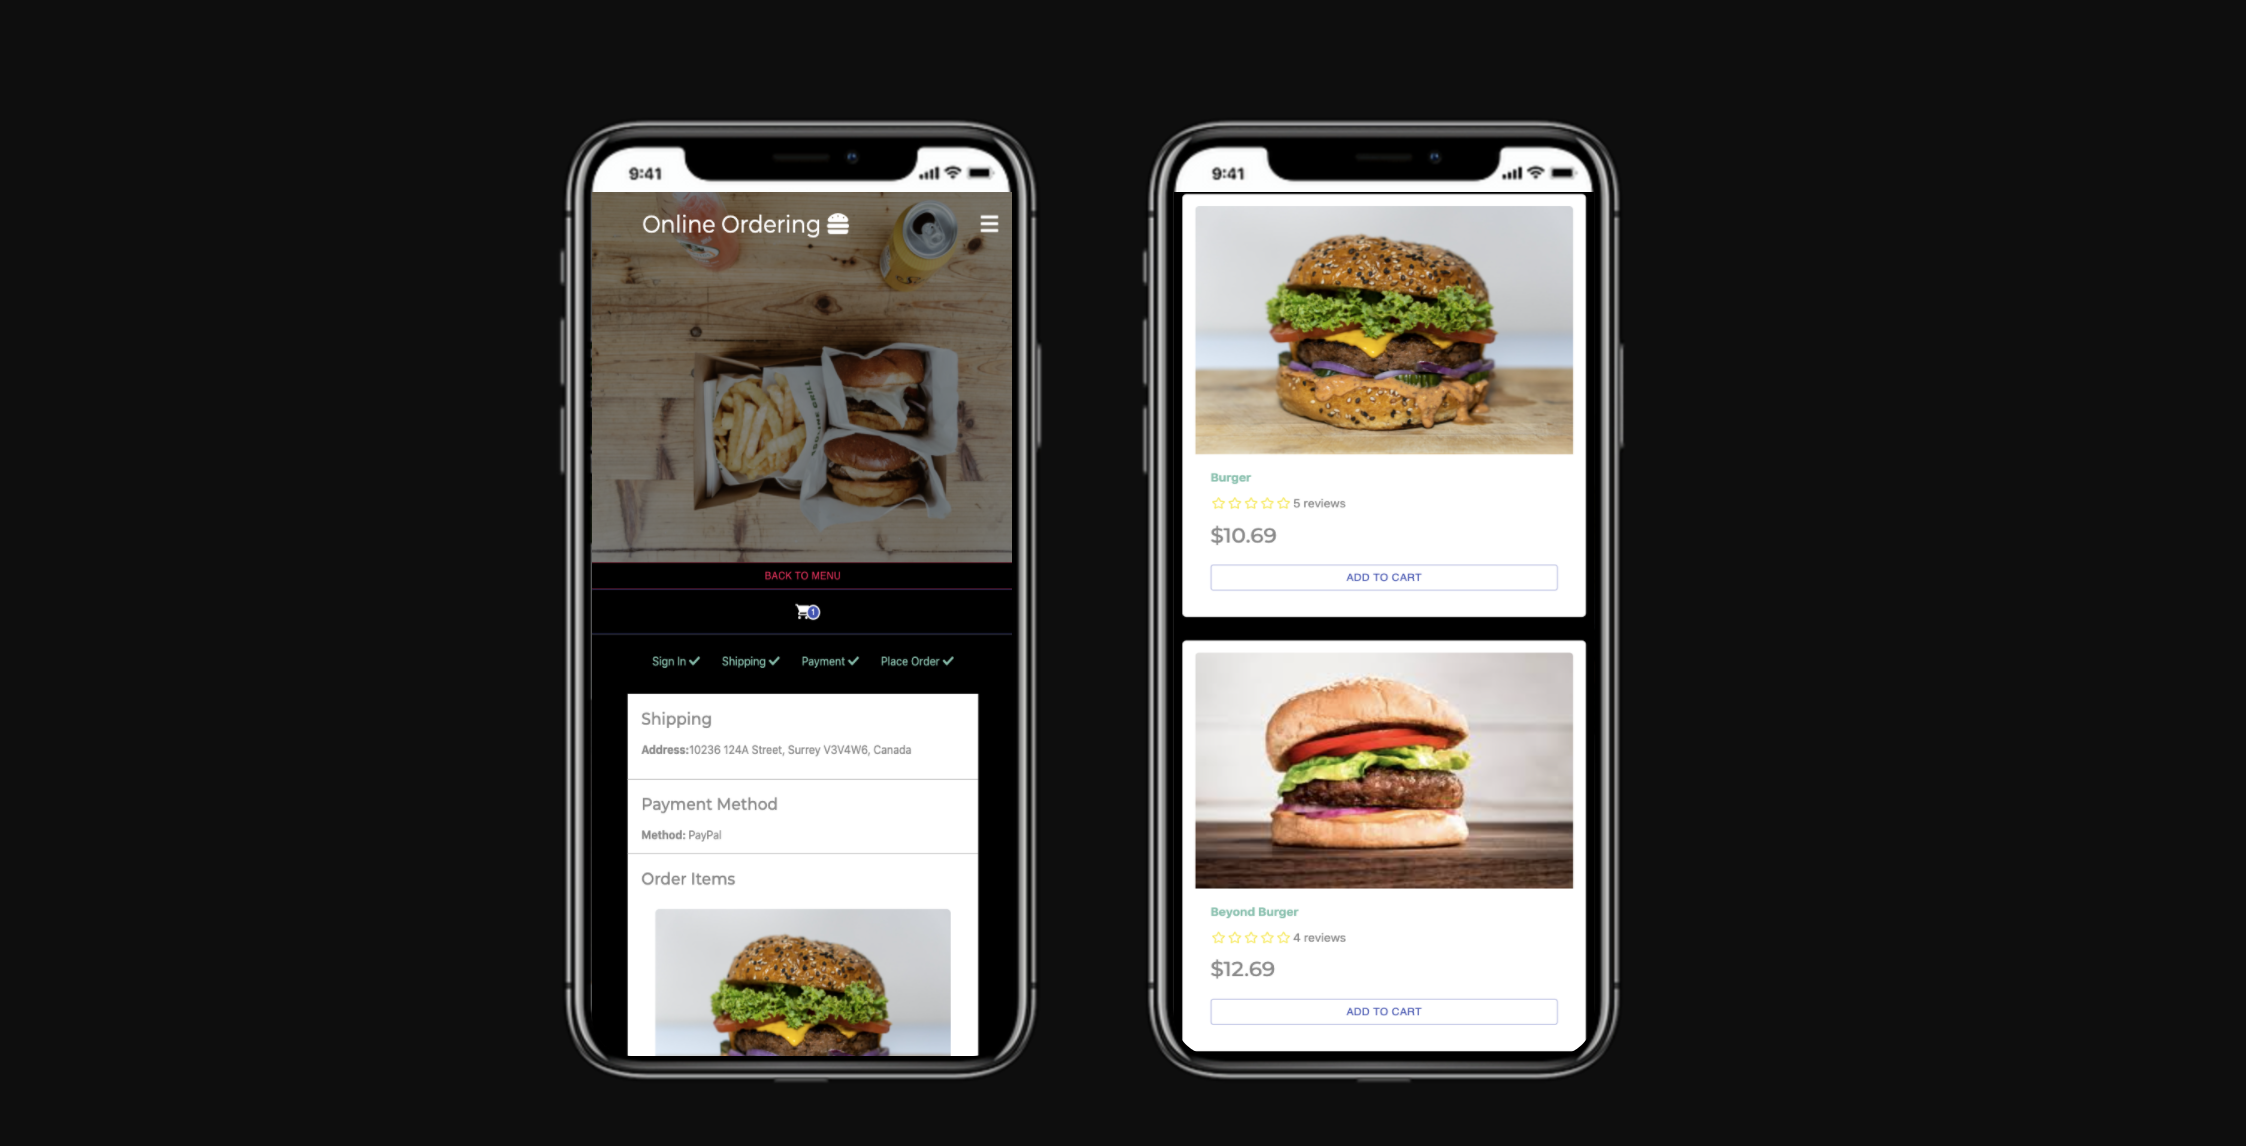 9:41
Online Ordering
BACK TO MENU
1
Sign In Shipping Payment Place Order
Shipping
Address:10236 124A Street, Surrey V3V4W6, Canada
Payment Method
Method: PayPal
Order Items
9:41
Burger
5 reviews
$10.69
ADD TO CART
Beyond Burger
4 reviews
$12.69
ADD TO CART